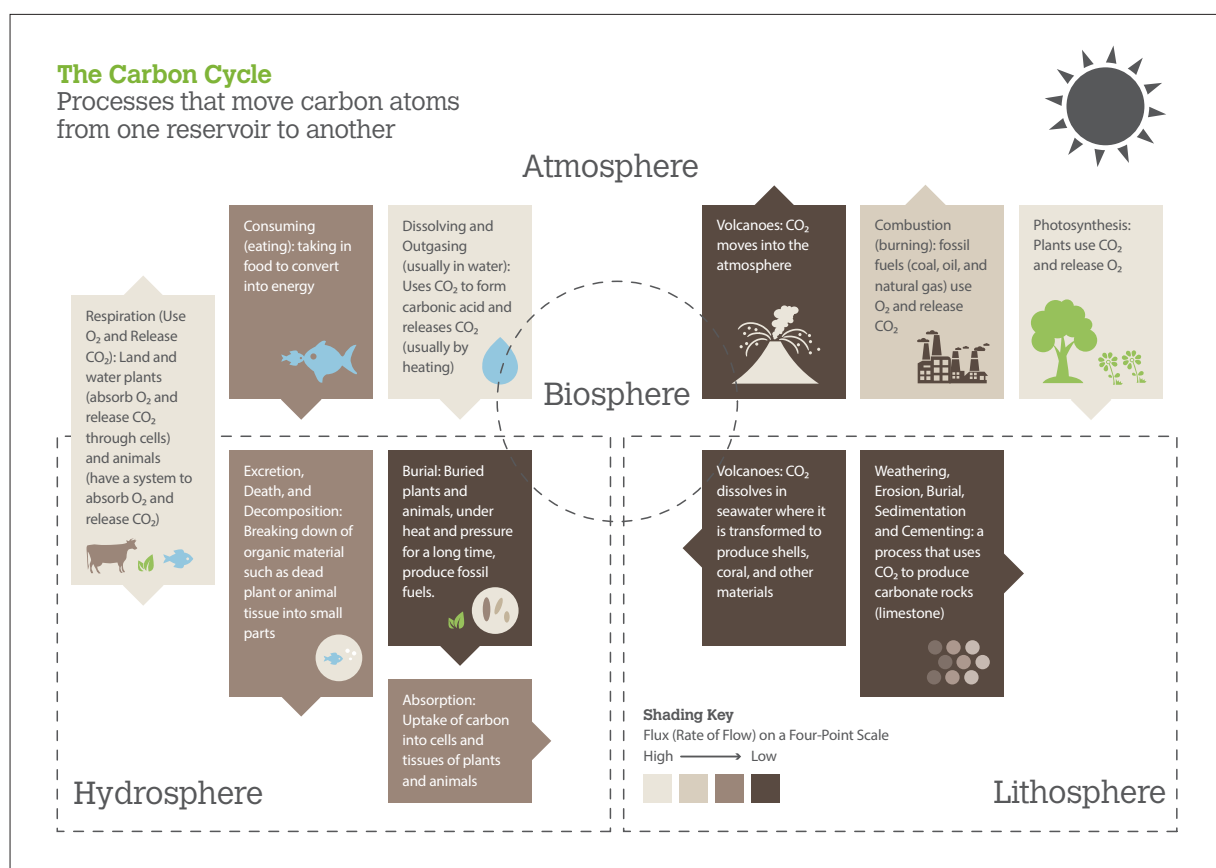 The Carbon Cycle
Processes that move carbon atoms
from one reservoir to another
Atmosphere
Respiration (Use
O₂ and Release
CO₂): Land and
water plants
(absorb O₂ and
release CO₂
through cells)
and animals
(have a system to
absorb O₂ and
release CO₂)
Consuming
(eating): taking in
food to convert
into energy
Dissolving and
Outgasing
(usually in water):
Uses CO₂ to form
carbonic acid and
releases CO₂
(usually by
heating)
Volcanoes: CO₂
moves into the
atmosphere
Combustion
(burning): fossil
fuels (coal, oil, and
natural gas) use
O₂ and release
CO₂
Photosynthesis:
Plants use CO₂
and release O₂
Biosphere
Excretion,
Death, and
Decomposition:
Breaking down of
organic material
such as dead
plant or animal
tissue into small
parts
Burial: Buried
plants and
animals, under
heat and pressure
for a long time,
produce fossil
fuels.
Volcanoes: CO₂
dissolves in
seawater where it
is transformed to
produce shells,
coral, and other
materials
Weathering,
Erosion, Burial,
Sedimentation
and Cementing: a
process that uses
CO₂ to produce
carbonate rocks
(limestone)
Absorption:
Uptake of carbon
into cells and
tissues of plants
and animals
Shading Key
Flux (Rate of Flow) on a Four-Point Scale
High Low
Hydrosphere
Lithosphere